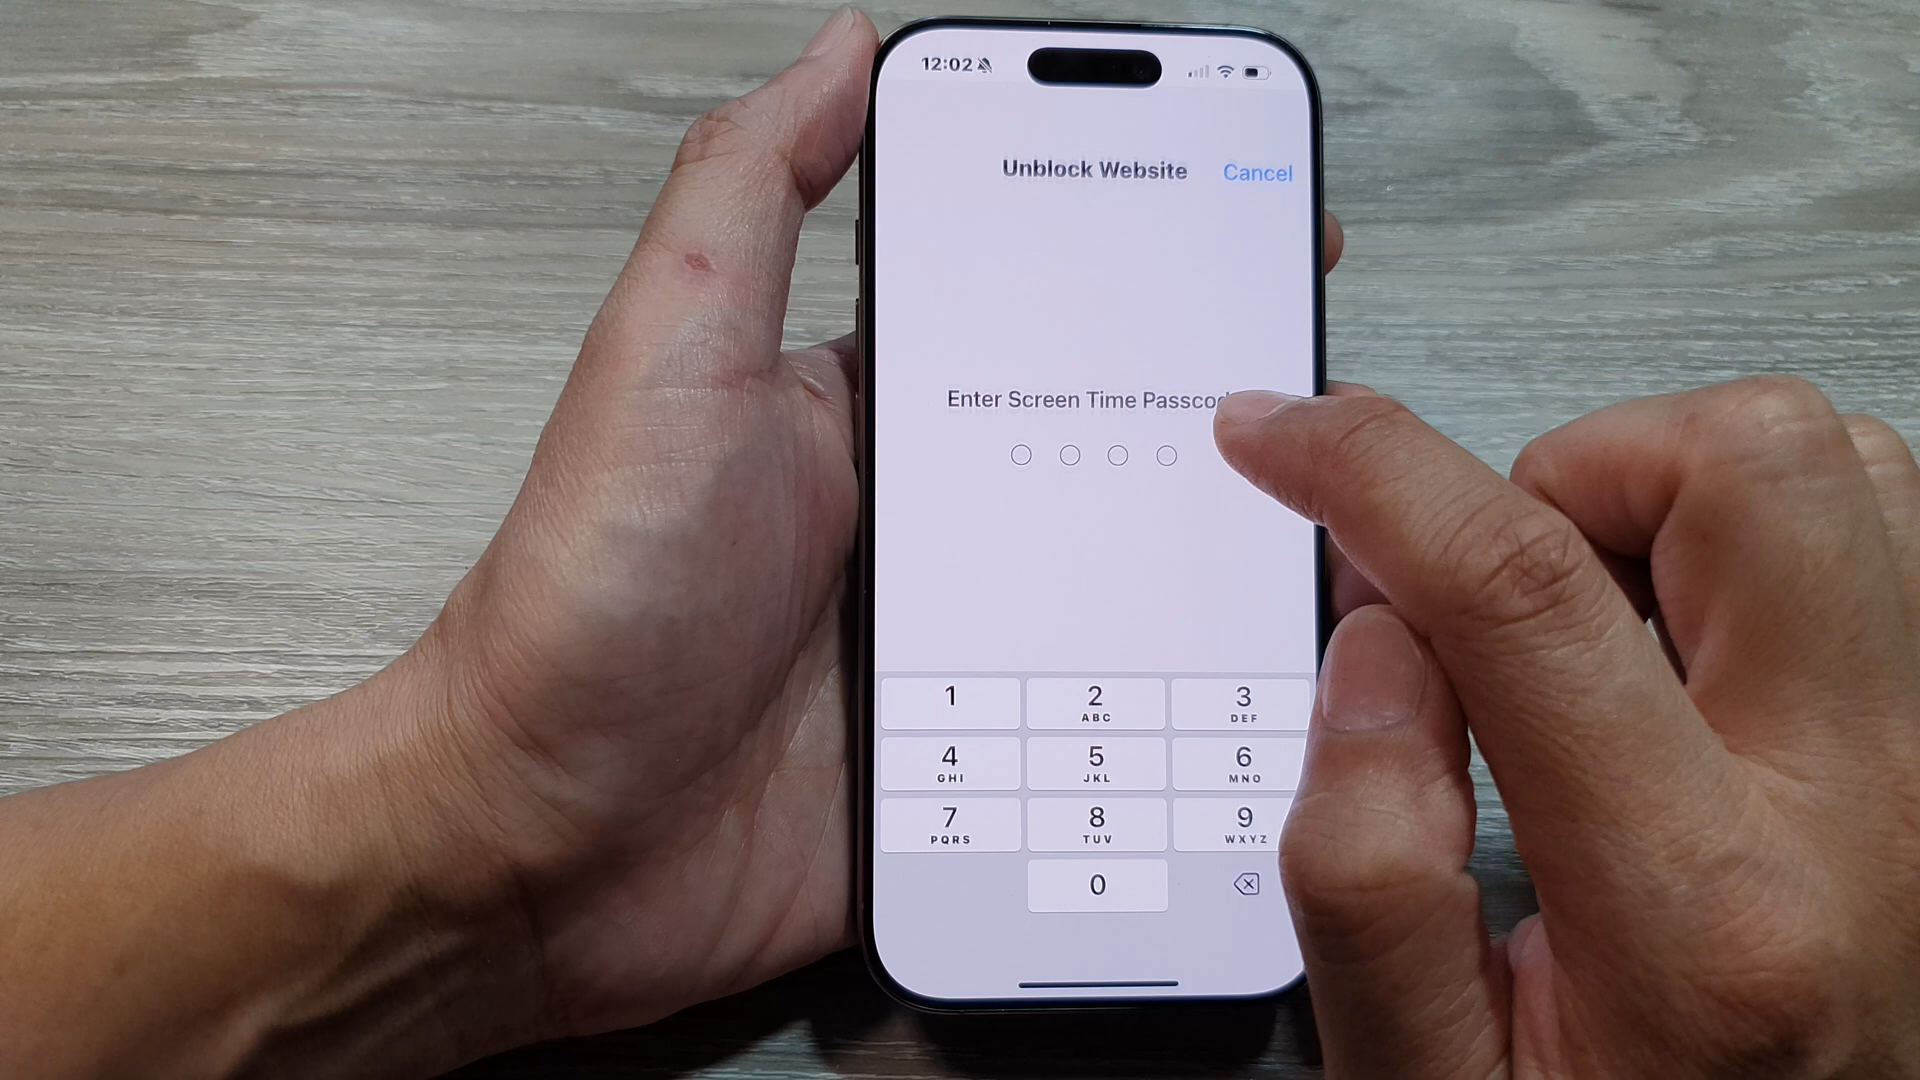 12:02
Unblock Website
Cancel
Enter Screen Time
1
2
3
ABC
DEF
4
5
6
GHI
JKL
MNO
7
8
9
PQRS
TUV
WXYZ
0